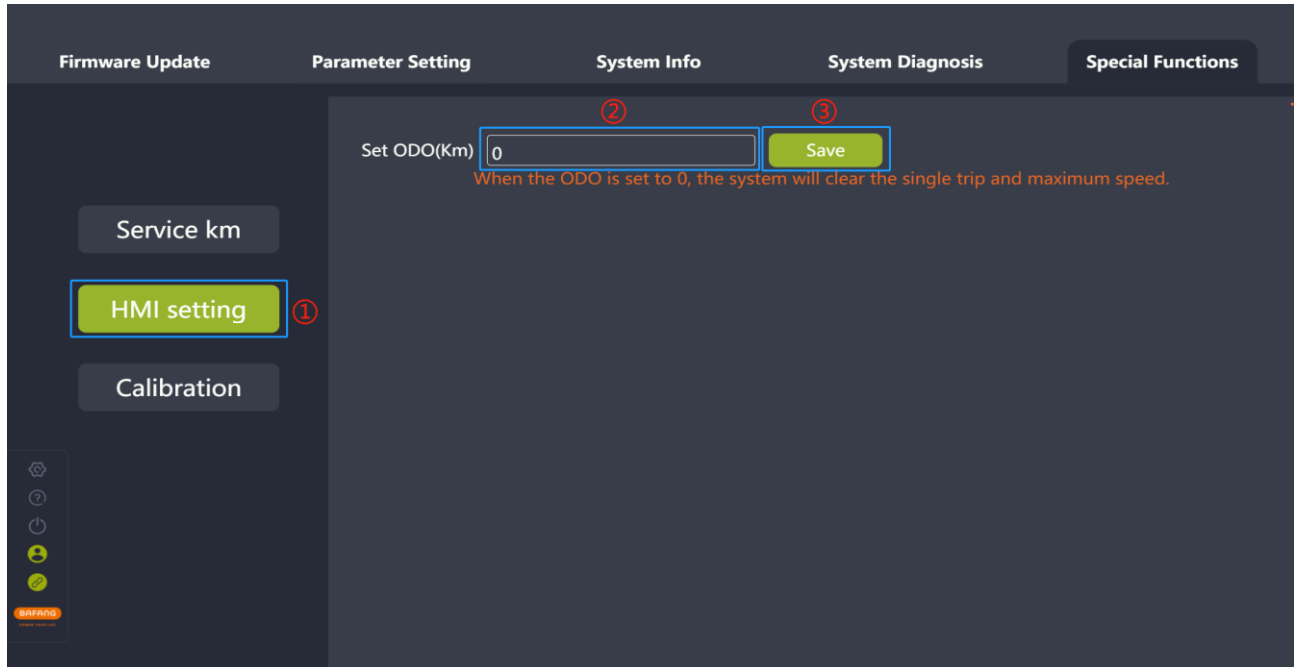 Firmware Update Parameter Setting System Info System Diagnosis Special Functions
② ③
Set ODO(Km) 0 Save
When the ODO is set to 0, the system will clear the single trip and maximum speed.
Service km
HMI setting ①
Calibration
BAFANG